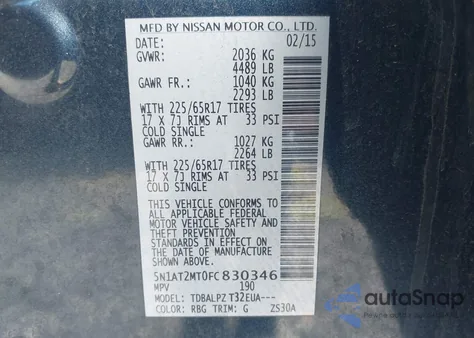 MFD BY NISSAN MOTOR CO., LTD.
DATE: 02/15
GVWR: 2036 KG
4489 LB
GAWR FR.: 1040 KG
2293 LB
WITH 225/65R17 TIRES
17 X 7J RIMS AT 33 PSI
COLD SINGLE
GAWR RR.: 1027 KG
2264 LB
WITH 225/65R17 TIRES
17 X 7J RIMS AT 33 PSI
COLD SINGLE
THIS VEHICLE CONFORMS TO
ALL APPLICABLE FEDERAL
MOTOR VEHICLE SAFETY AND
THEFT PREVENTION
STANDARDS IN EFFECT ON
THE DATE OF MANUFACTURE
SHOWN ABOVE.
5N1AT2MT0FC830346
MPV 190
MODEL: TDBALPZ T32EUA---
COLOR: RBG TRIM: G ZS30A
AutoSnap